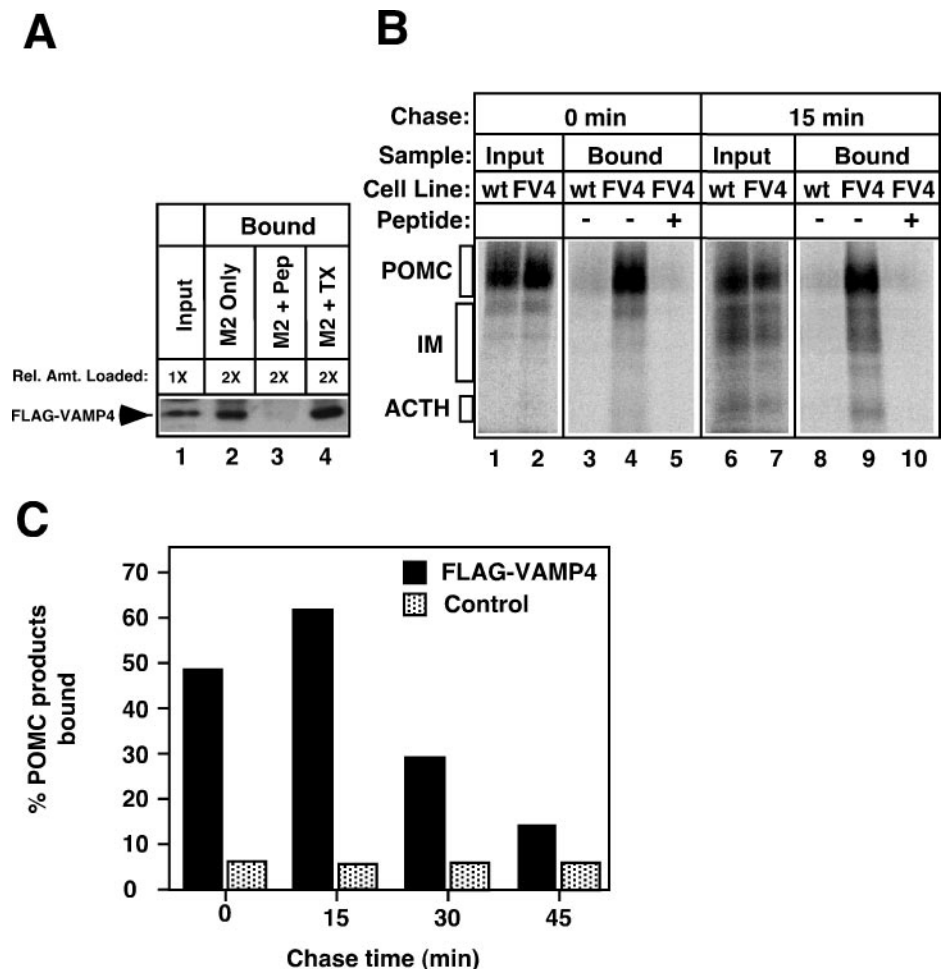 A
Bound
Input
M2 Only
M2 + Pep
M2 + TX
Rel. Amt. Loaded: 1X 2X 2X 2X
FLAG-VAMP4
1 2 3 4
B
Chase: 0 min 15 min
Sample: Input Bound Input Bound
Cell Line: wt FV4 wt FV4 FV4 wt FV4 wt FV4 FV4
Peptide: - - + - - +
POMC
IM
ACTH
1 2 3 4 5 6 7 8 9 10
C
FLAG-VAMP4
Control
% POMC products
bound
70
60
50
40
30
20
10
0
0 15 30 45
Chase time (min)